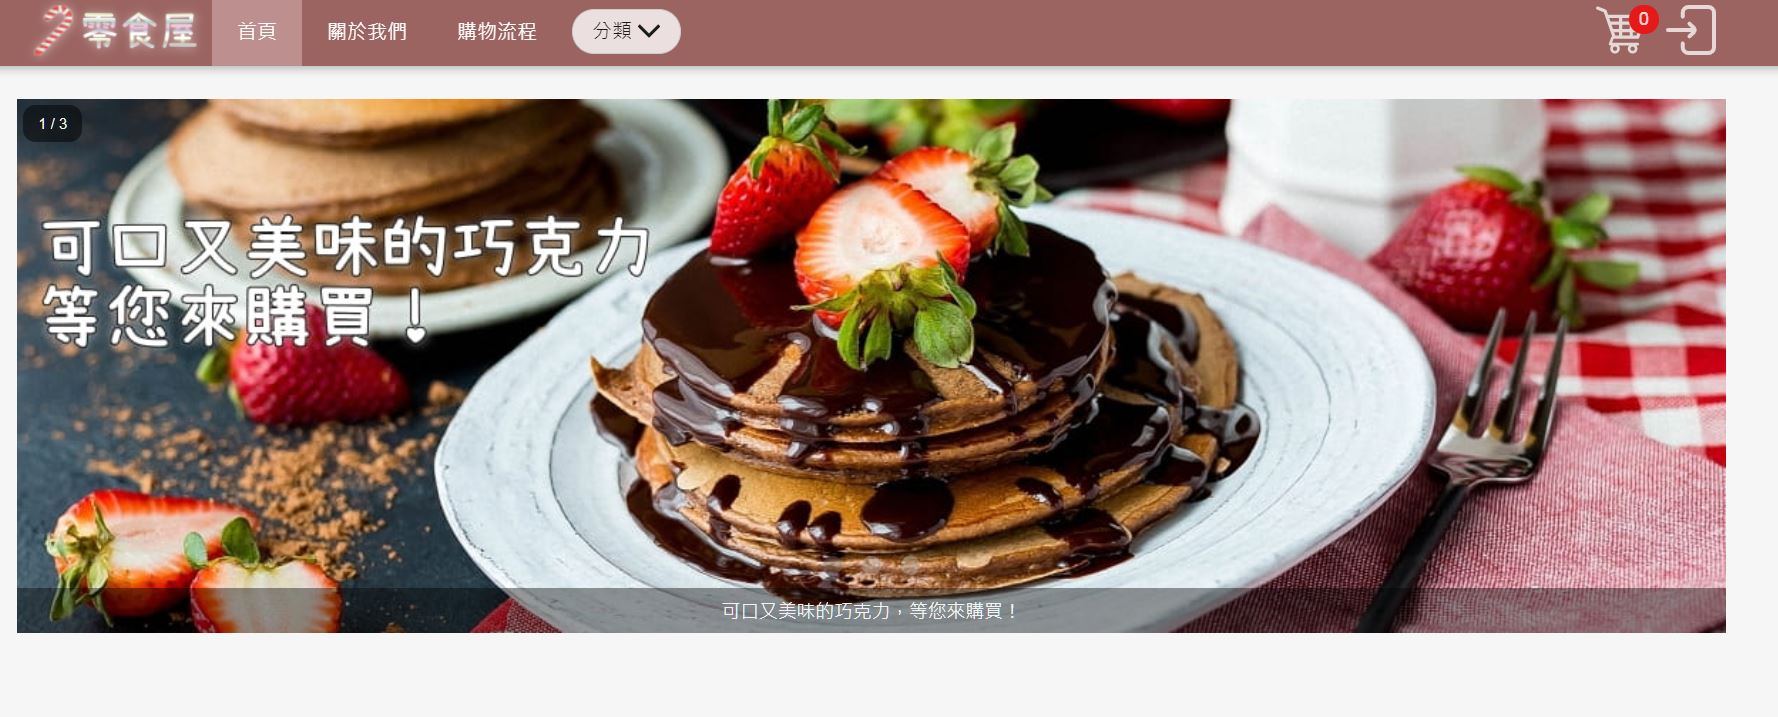 零食屋
首頁
關於我們
購物流程
分類
0
1 / 3
可口又美味的巧克力
等您來購買！
可口又美味的巧克力，等您來購買！